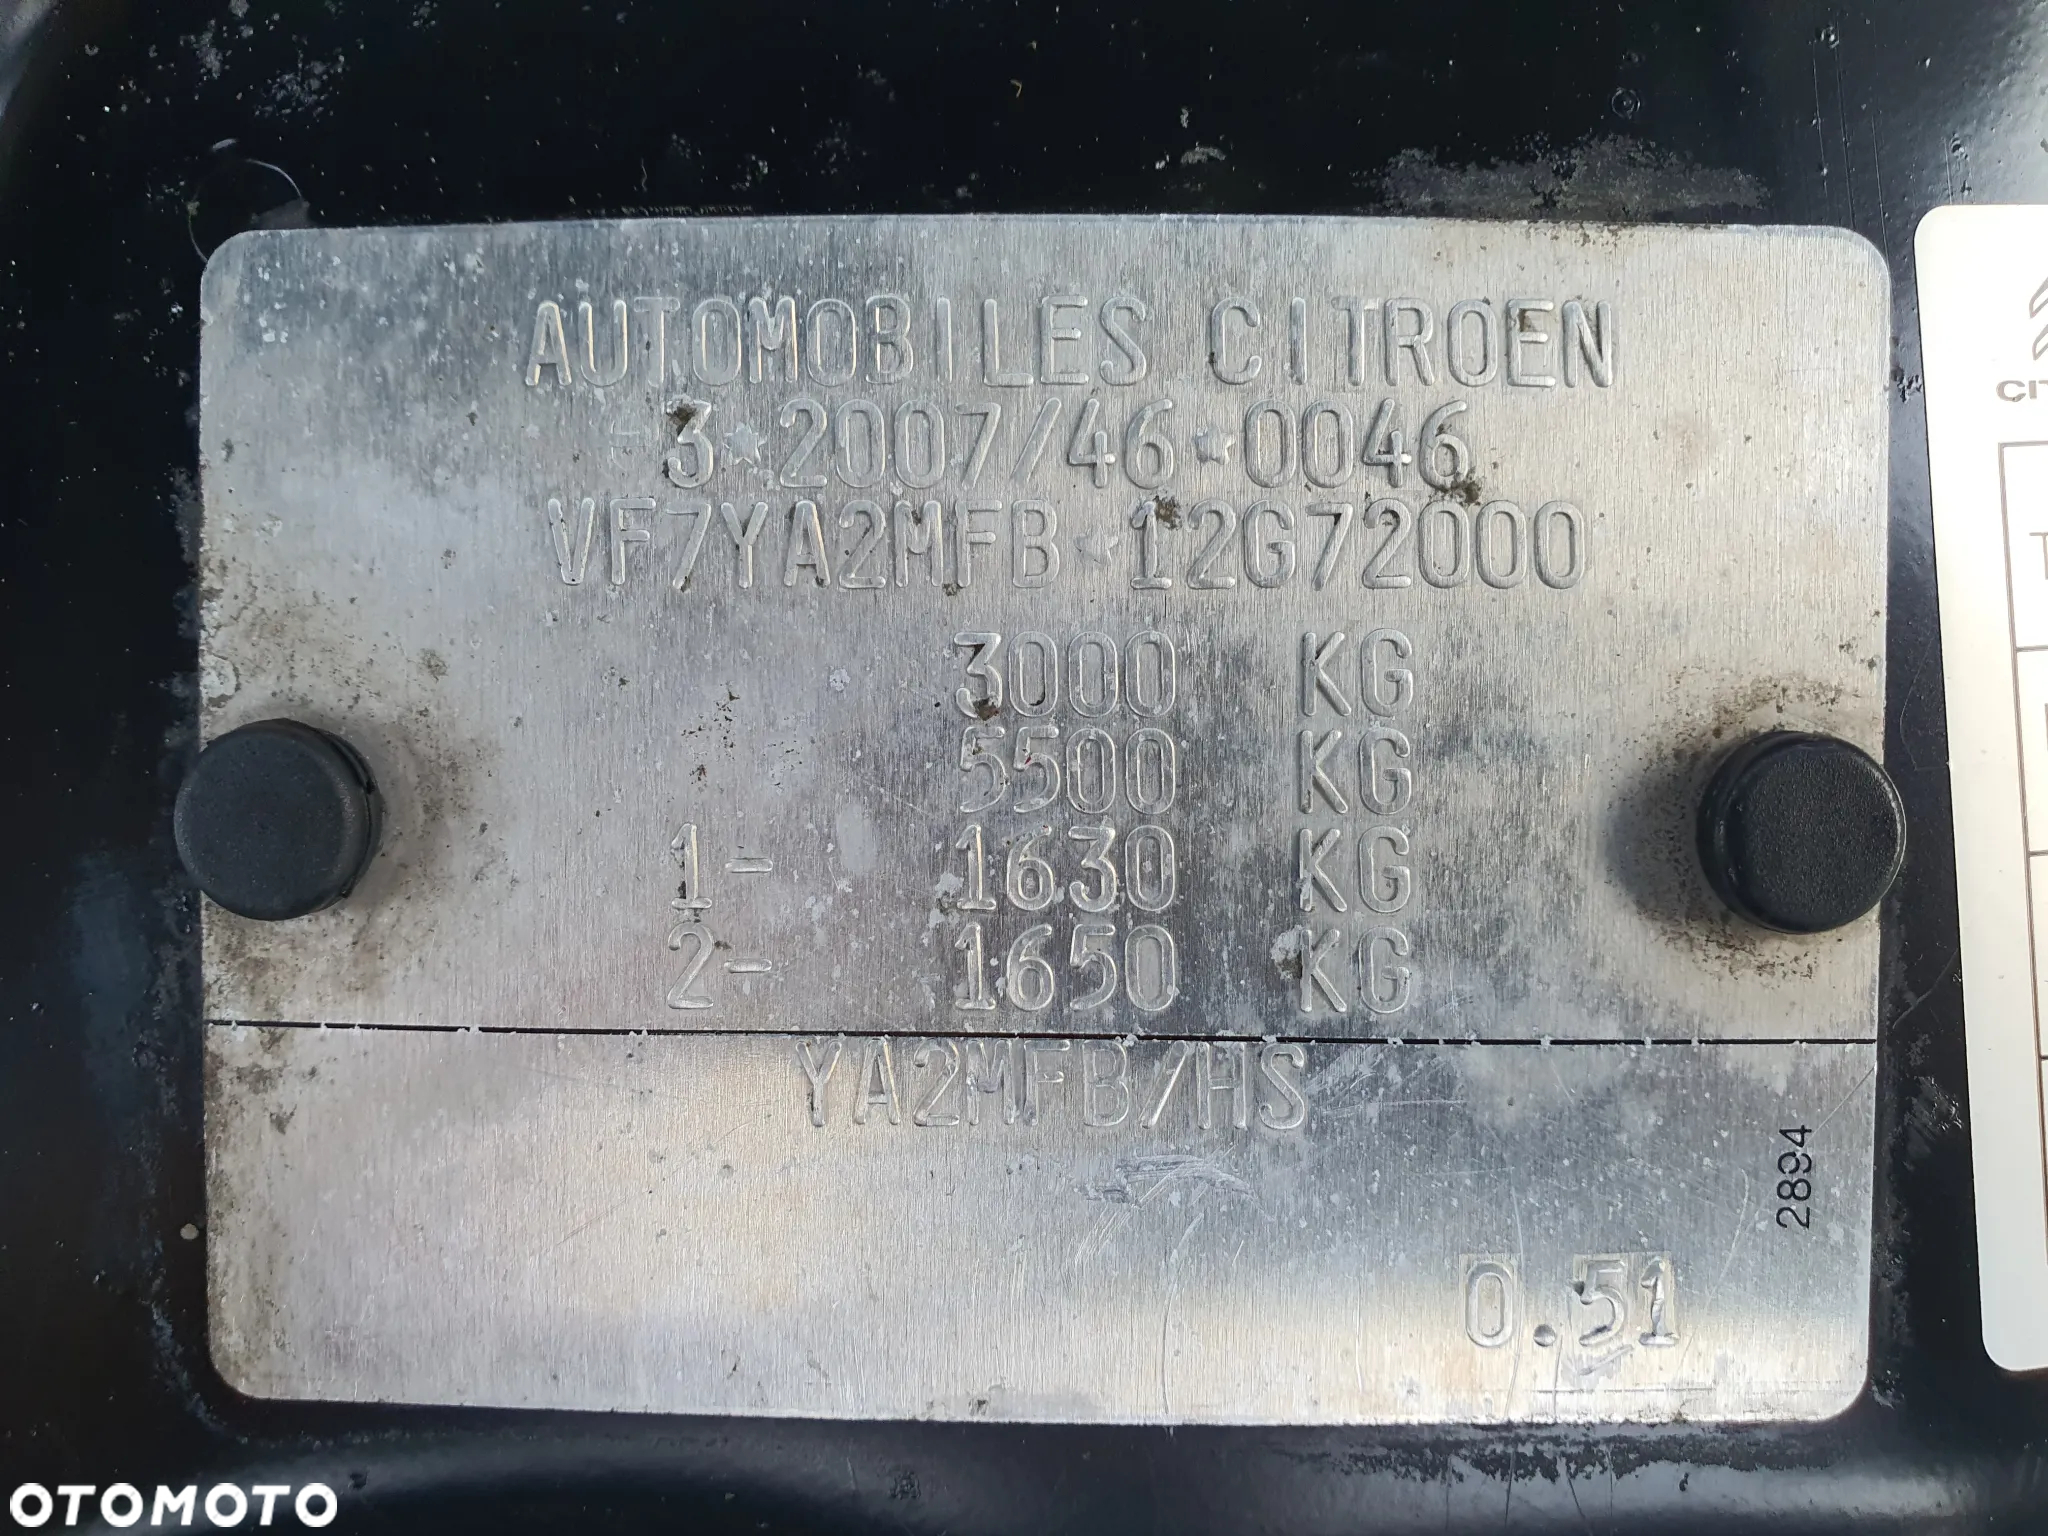 AUTOMOBILES CITROEN
e3*2007/46*0046
VF7YA2MFB*12G72000
3000 KG
5500 KG
1- 1630 KG
2- 1650 KG
YA2MFB/HS
2894
0.51
OTOMOTO